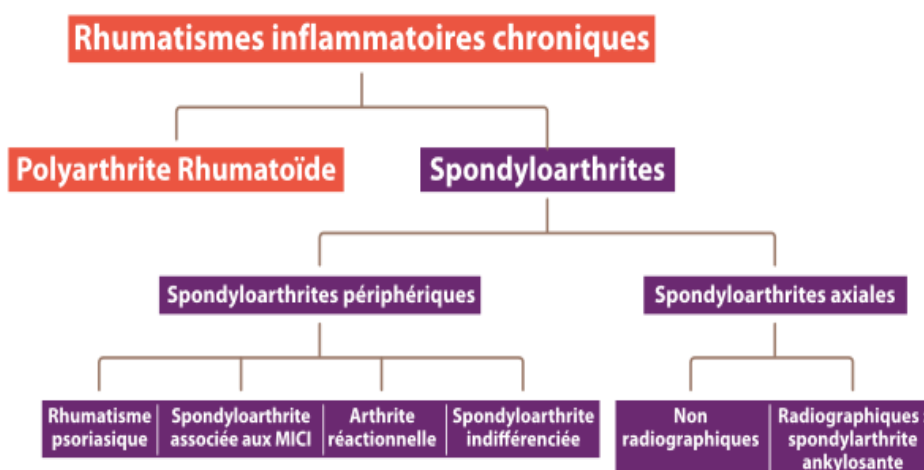 Rhumatismes inflammatoires chroniques
Polyarthrite Rhumatoïde
Spondyloarthrites
Spondyloarthrites périphériques
Spondyloarthrites axiales
Rhumatisme
psoriasique
Spondyloarthrite
associée aux MICI
Arthrite
réactionnelle
Spondyloarthrite
indifférenciée
Non
radiographiques
Radiographiques :
spondylarthrite
ankylosante